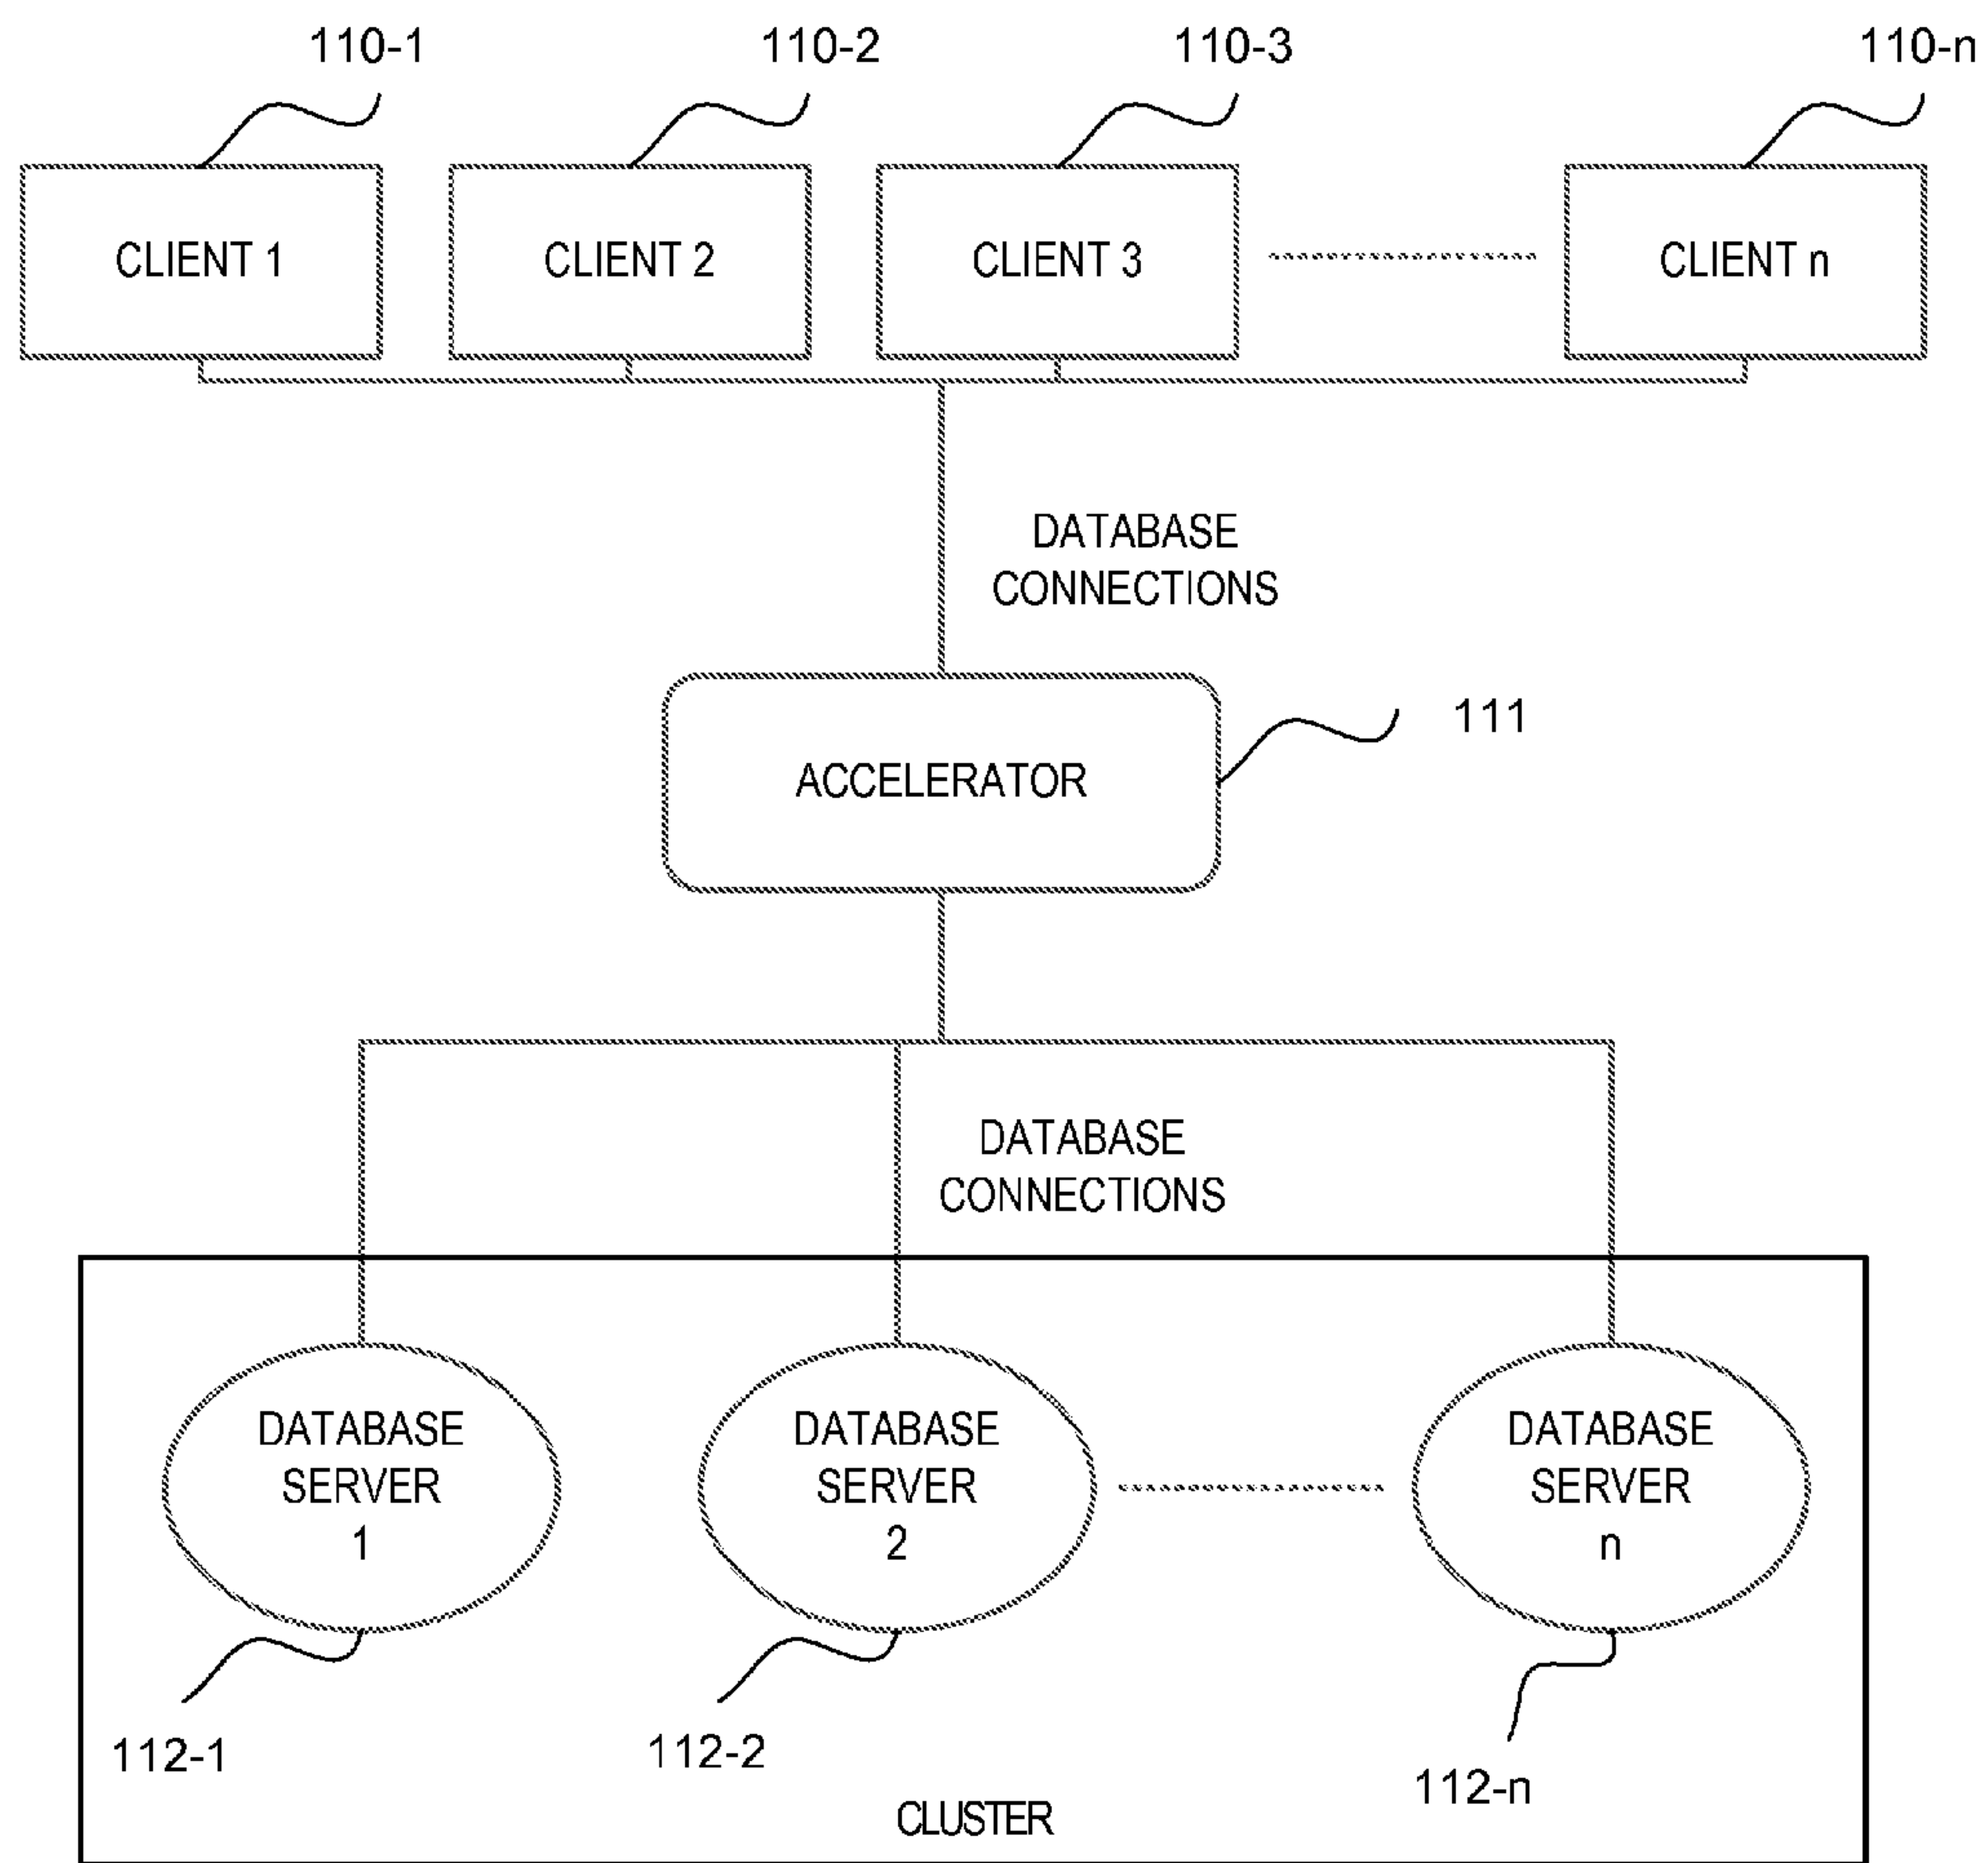 110-1
110-2
110-3
110-n
CLIENT 1
CLIENT 2
CLIENT 3
CLIENT n
DATABASE
CONNECTIONS
111
ACCELERATOR
DATABASE
CONNECTIONS
DATABASE
SERVER
1
DATABASE
SERVER
2
DATABASE
SERVER
n
112-1
112-2
112-n
CLUSTER